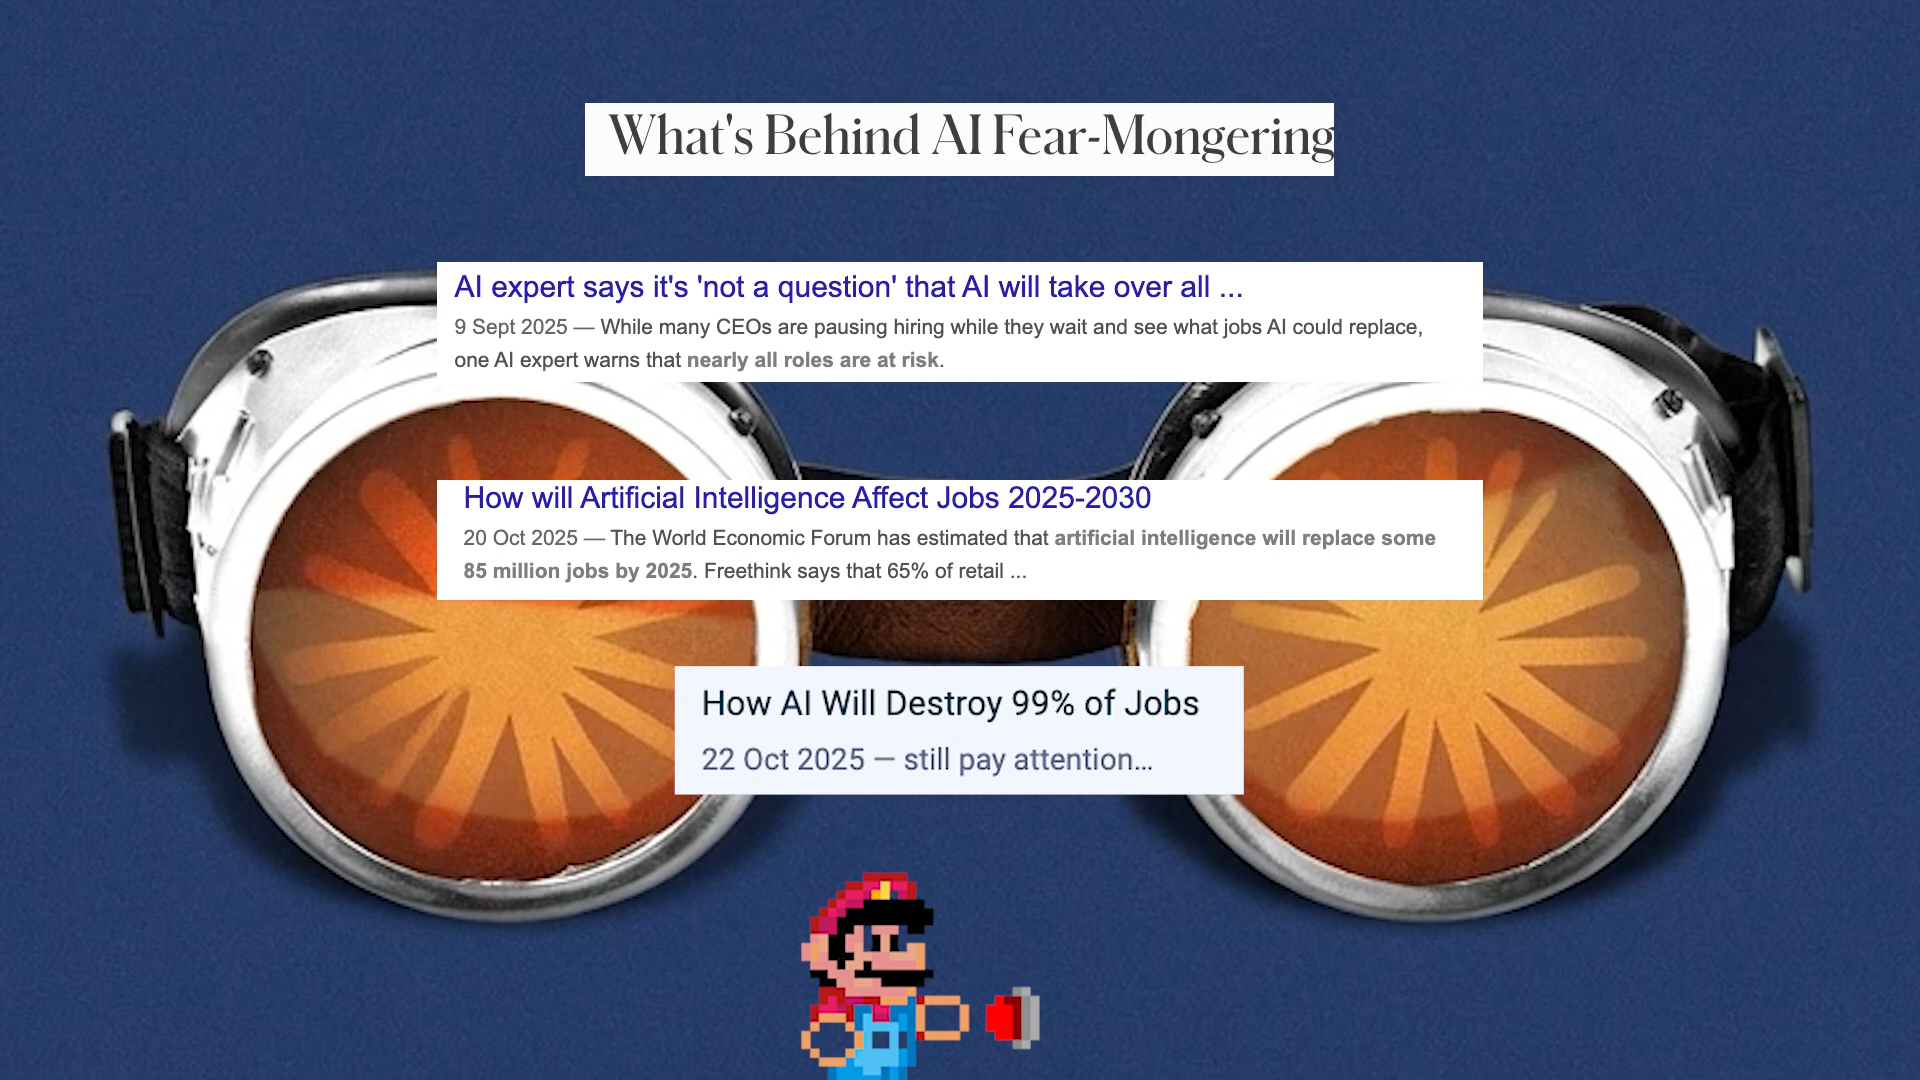 What's Behind AI Fear-Mongering
AI expert says it's 'not a question' that AI will take over all ...
9 Sept 2025 — While many CEOs are pausing hiring while they wait and see what jobs AI could replace,
one AI expert warns that nearly all roles are at risk.
How will Artificial Intelligence Affect Jobs 2025-2030
20 Oct 2025 — The World Economic Forum has estimated that artificial intelligence will replace some
85 million jobs by 2025. Freethink says that 65% of retail ...
How AI Will Destroy 99% of Jobs
22 Oct 2025 — still pay attention...